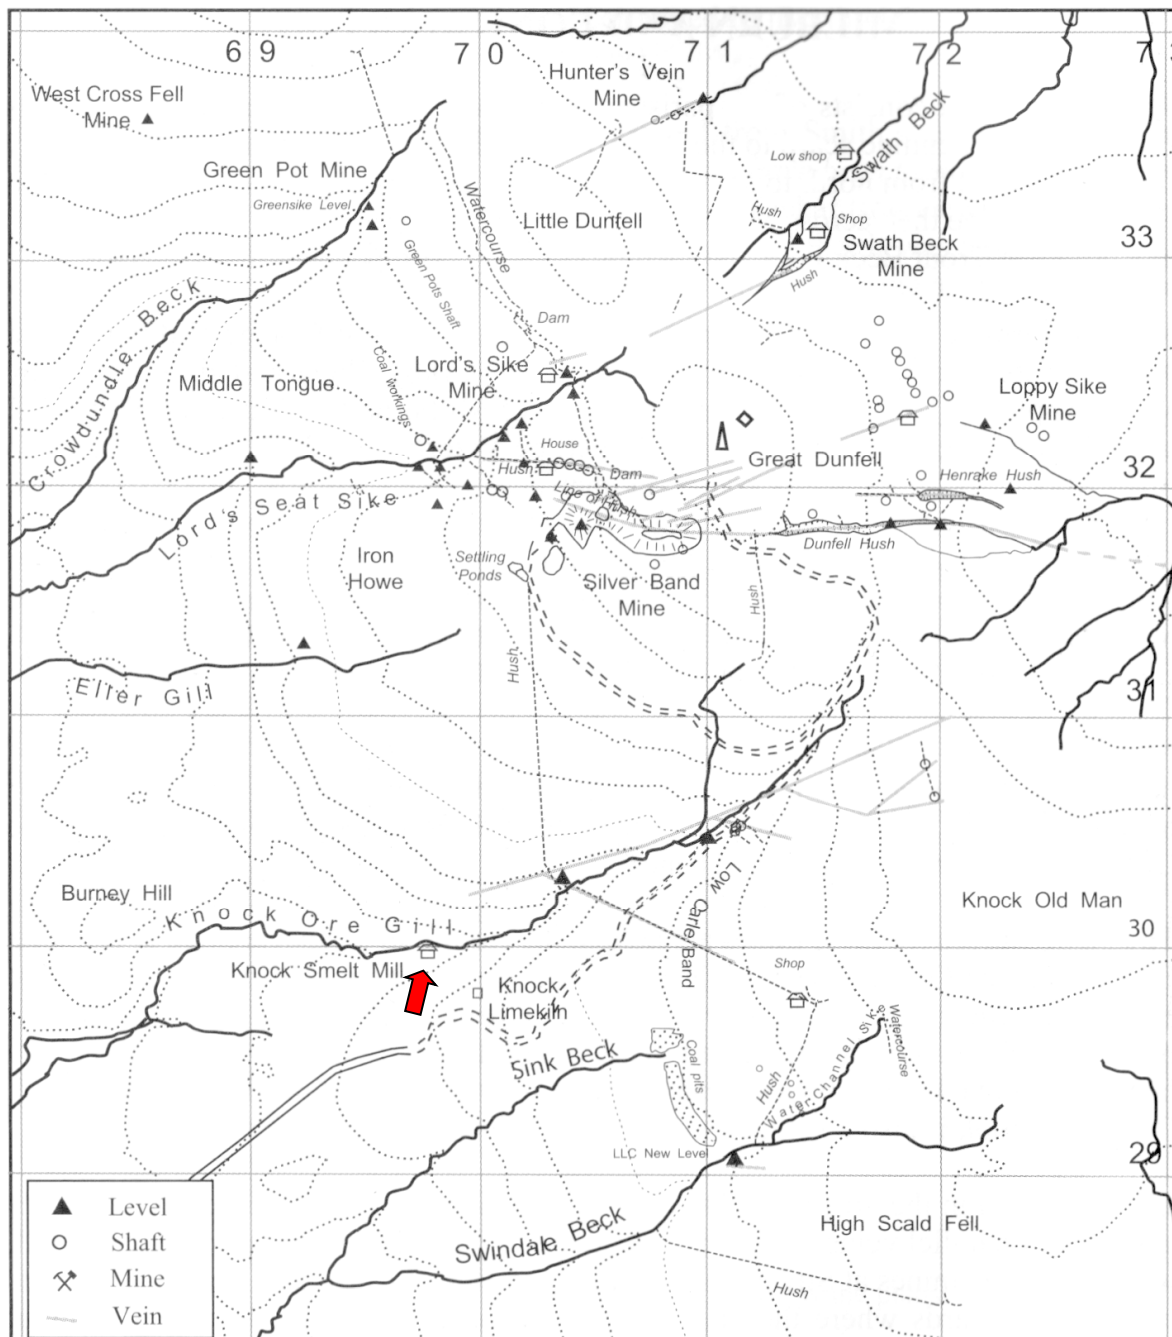 69
70
71
72
7
West Cross Fell
Mine
Hunter's Vein
Mine
Swath Beck
Low shop
Green Pot Mine
Greensike Level
Watercourse
Little Dunfell
Hush
Shop
33
Swath Beck
Mine
Hush
Green Pots Shaft
Crowdundle Beck
Dam
Coal workings
Lord's Sike
Mine
Middle Tongue
Loppy Sike
Mine
House
Great Dunfell
32
Hush
Dam
Henrake Hush
Line of Hush
Lord's Seat Sike
Dunfell Hush
Iron
Howe
Settling
Ponds
Silver Band
Mine
Hush
Hush
31
Eller Gill
Low Carle Band
Burney Hill
Knock Old Man
Knock Ore Gill
30
Knock Smelt Mill
Shop
Knock
Limekiln
Watercourse
Sink Beck
Coal pits
Hush
Water Channel Sike
LLC New Level
29
Swindale Beck
High Scald Fell
Hush
Level
Shaft
Mine
Vein